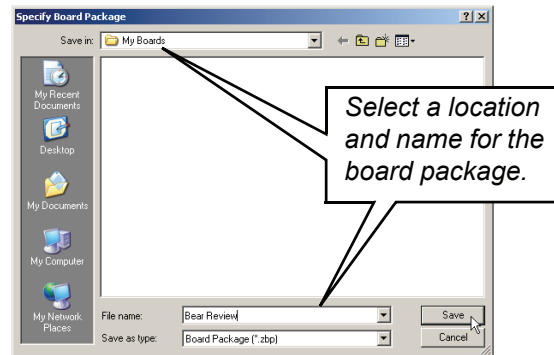 Specify Board Package
Save in: My Boards
My Recent
Documents
Desktop
My Documents
My Computer
My Network
Places
Select a location
and name for the
board package.
File name: Bear Review Save
Save as type: Board Package (*.zbp) Cancel